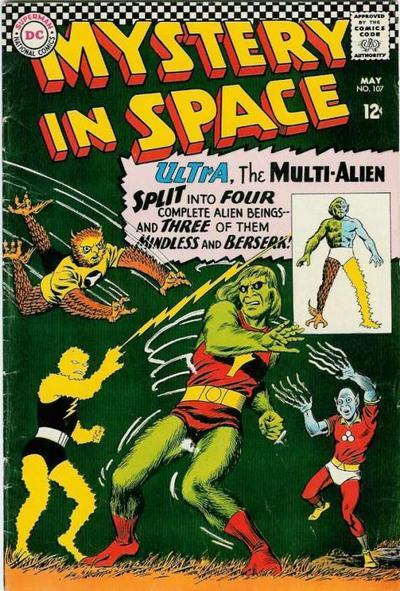 SUPERMAN
DC
NATIONAL COMICS
APPROVED
BY THE
COMICS
CODE
AUTHORITY
MYSTERY
IN SPACE
MAY
NO. 107
12¢
ULTRA, THE MULTI-ALIEN
SPLIT INTO FOUR
COMPLETE ALIEN BEINGS--
AND THREE OF THEM
MINDLESS AND BERSERK!